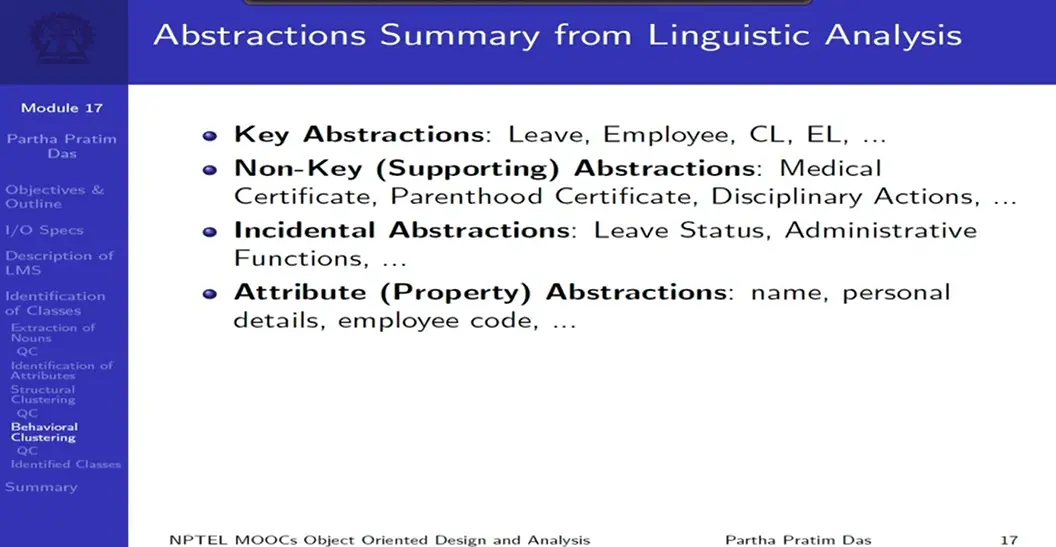 Abstractions Summary from Linguistic Analysis
Module 17
Partha Pratim
Das
Objectives &
Outline
I/O Specs
Description of
LMS
Identification
of Classes
Extraction of
Nouns
QC
Identification of
Attributes
Structural
Clustering
QC
Behavioral
Clustering
QC
Identified Classes
Summary
Key Abstractions: Leave, Employee, CL, EL, ...
Non-Key (Supporting) Abstractions: Medical
Certificate, Parenthood Certificate, Disciplinary Actions, ...
Incidental Abstractions: Leave Status, Administrative
Functions, ...
Attribute (Property) Abstractions: name, personal
details, employee code, ...
NPTEL MOOCs Object Oriented Design and Analysis
Partha Pratim Das
17